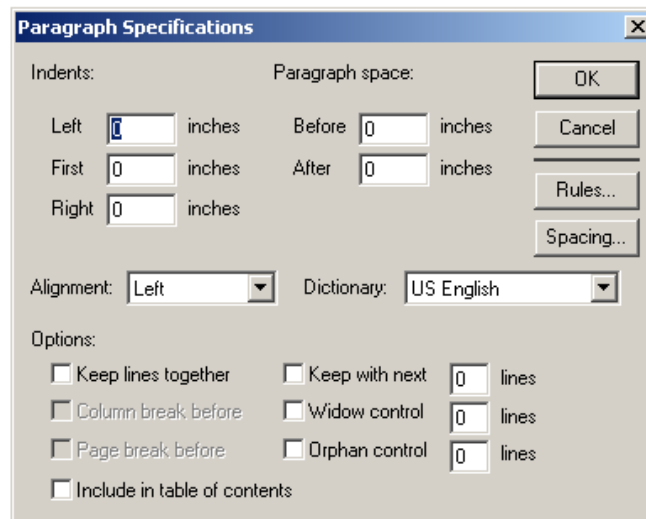 Paragraph Specifications
Indents:
Paragraph space:
OK
Left 0 inches
Before 0 inches
Cancel
First 0 inches
After 0 inches
Rules...
Right 0 inches
Spacing...
Alignment: Left
Dictionary: US English
Options:
Keep lines together
Keep with next 0 lines
Column break before
Widow control 0 lines
Page break before
Orphan control 0 lines
Include in table of contents